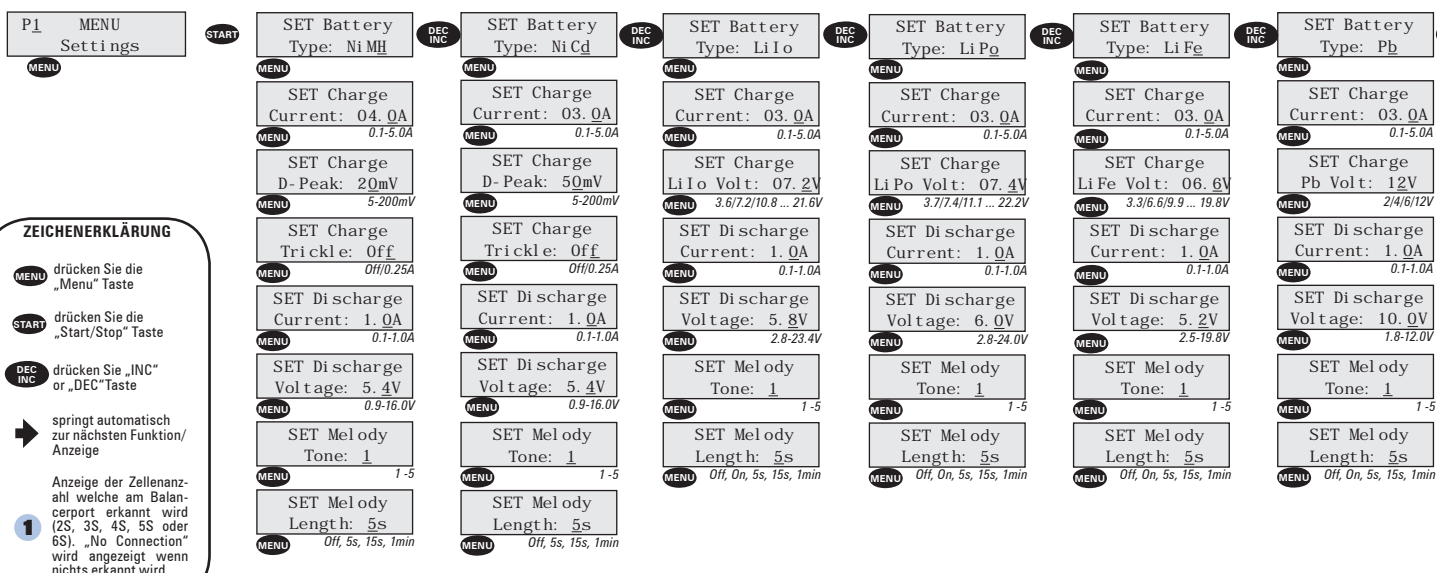 P1 MENU
Settings
MENU
START
SET Battery
Type: NiMH
MENU
SET Charge
Current: 04.0A
MENU 0.1-5.0A
SET Charge
D-Peak: 20mV
MENU 5-200mV
SET Charge
Trickle: Off
MENU Off/0.25A
SET Discharge
Current: 1.0A
MENU 0.1-1.0A
SET Discharge
Voltage: 5.4V
MENU 0.9-16.0V
SET Melody
Tone: 1
MENU 1 -5
SET Melody
Length: 5s
MENU Off, 5s, 15s, 1min
DEC
INC
SET Battery
Type: NiCd
MENU
SET Charge
Current: 03.0A
MENU 0.1-5.0A
SET Charge
D-Peak: 50mV
MENU 5-200mV
SET Charge
Trickle: Off
MENU Off/0.25A
SET Discharge
Current: 1.0A
MENU 0.1-1.0A
SET Discharge
Voltage: 5.4V
MENU 0.9-16.0V
SET Melody
Tone: 1
MENU 1 -5
SET Melody
Length: 5s
MENU Off, 5s, 15s, 1min
DEC
INC
SET Battery
Type: LiIo
MENU
SET Charge
Current: 03.0A
MENU 0.1-5.0A
SET Charge
LiIo Volt: 07.2V
MENU 3.6/7.2/10.8 ... 21.6V
SET Discharge
Current: 1.0A
MENU 0.1-1.0A
SET Discharge
Voltage: 5.8V
MENU 2.8-23.4V
SET Melody
Tone: 1
MENU 1 -5
SET Melody
Length: 5s
MENU Off, On, 5s, 15s, 1min
DEC
INC
SET Battery
Type: LiPo
MENU
SET Charge
Current: 03.0A
MENU 0.1-5.0A
SET Charge
LiPo Volt: 07.4V
MENU 3.7/7.4/11.1 ... 22.2V
SET Discharge
Current: 1.0A
MENU 0.1-1.0A
SET Discharge
Voltage: 6.0V
MENU 2.8-24.0V
SET Melody
Tone: 1
MENU 1 -5
SET Melody
Length: 5s
MENU Off, On, 5s, 15s, 1min
DEC
INC
SET Battery
Type: LiFe
MENU
SET Charge
Current: 03.0A
MENU 0.1-5.0A
SET Charge
LiFe Volt: 06.6V
MENU 3.3/6.6/9.9 ... 19.8V
SET Discharge
Current: 1.0A
MENU 0.1-1.0A
SET Discharge
Voltage: 5.2V
MENU 2.5-19.8V
SET Melody
Tone: 1
MENU 1 -5
SET Melody
Length: 5s
MENU Off, On, 5s, 15s, 1min
DEC
INC
SET Battery
Type: Pb
MENU
SET Charge
Current: 03.0A
MENU 0.1-5.0A
SET Charge
Pb Volt: 12V
MENU 2/4/6/12V
SET Discharge
Current: 1.0A
MENU 0.1-1.0A
SET Discharge
Voltage: 10.0V
MENU 1.8-12.0V
SET Melody
Tone: 1
MENU 1 -5
SET Melody
Length: 5s
MENU Off, On, 5s, 15s, 1min
ZEICHENERKLÄRUNG
MENU drücken Sie die
„Menu“ Taste
START drücken Sie die
„Start/Stop“ Taste
DEC
INC
drücken Sie „INC“
or „DEC“Taste
springt automatisch
zur nächsten Funktion/
Anzeige
1
Anzeige der Zellenanz-
ahl welche am Balan-
cerport erkannt wird
(2S, 3S, 4S, 5S oder
6S). „No Connection“
wird angezeigt wenn
nichts erkannt wird